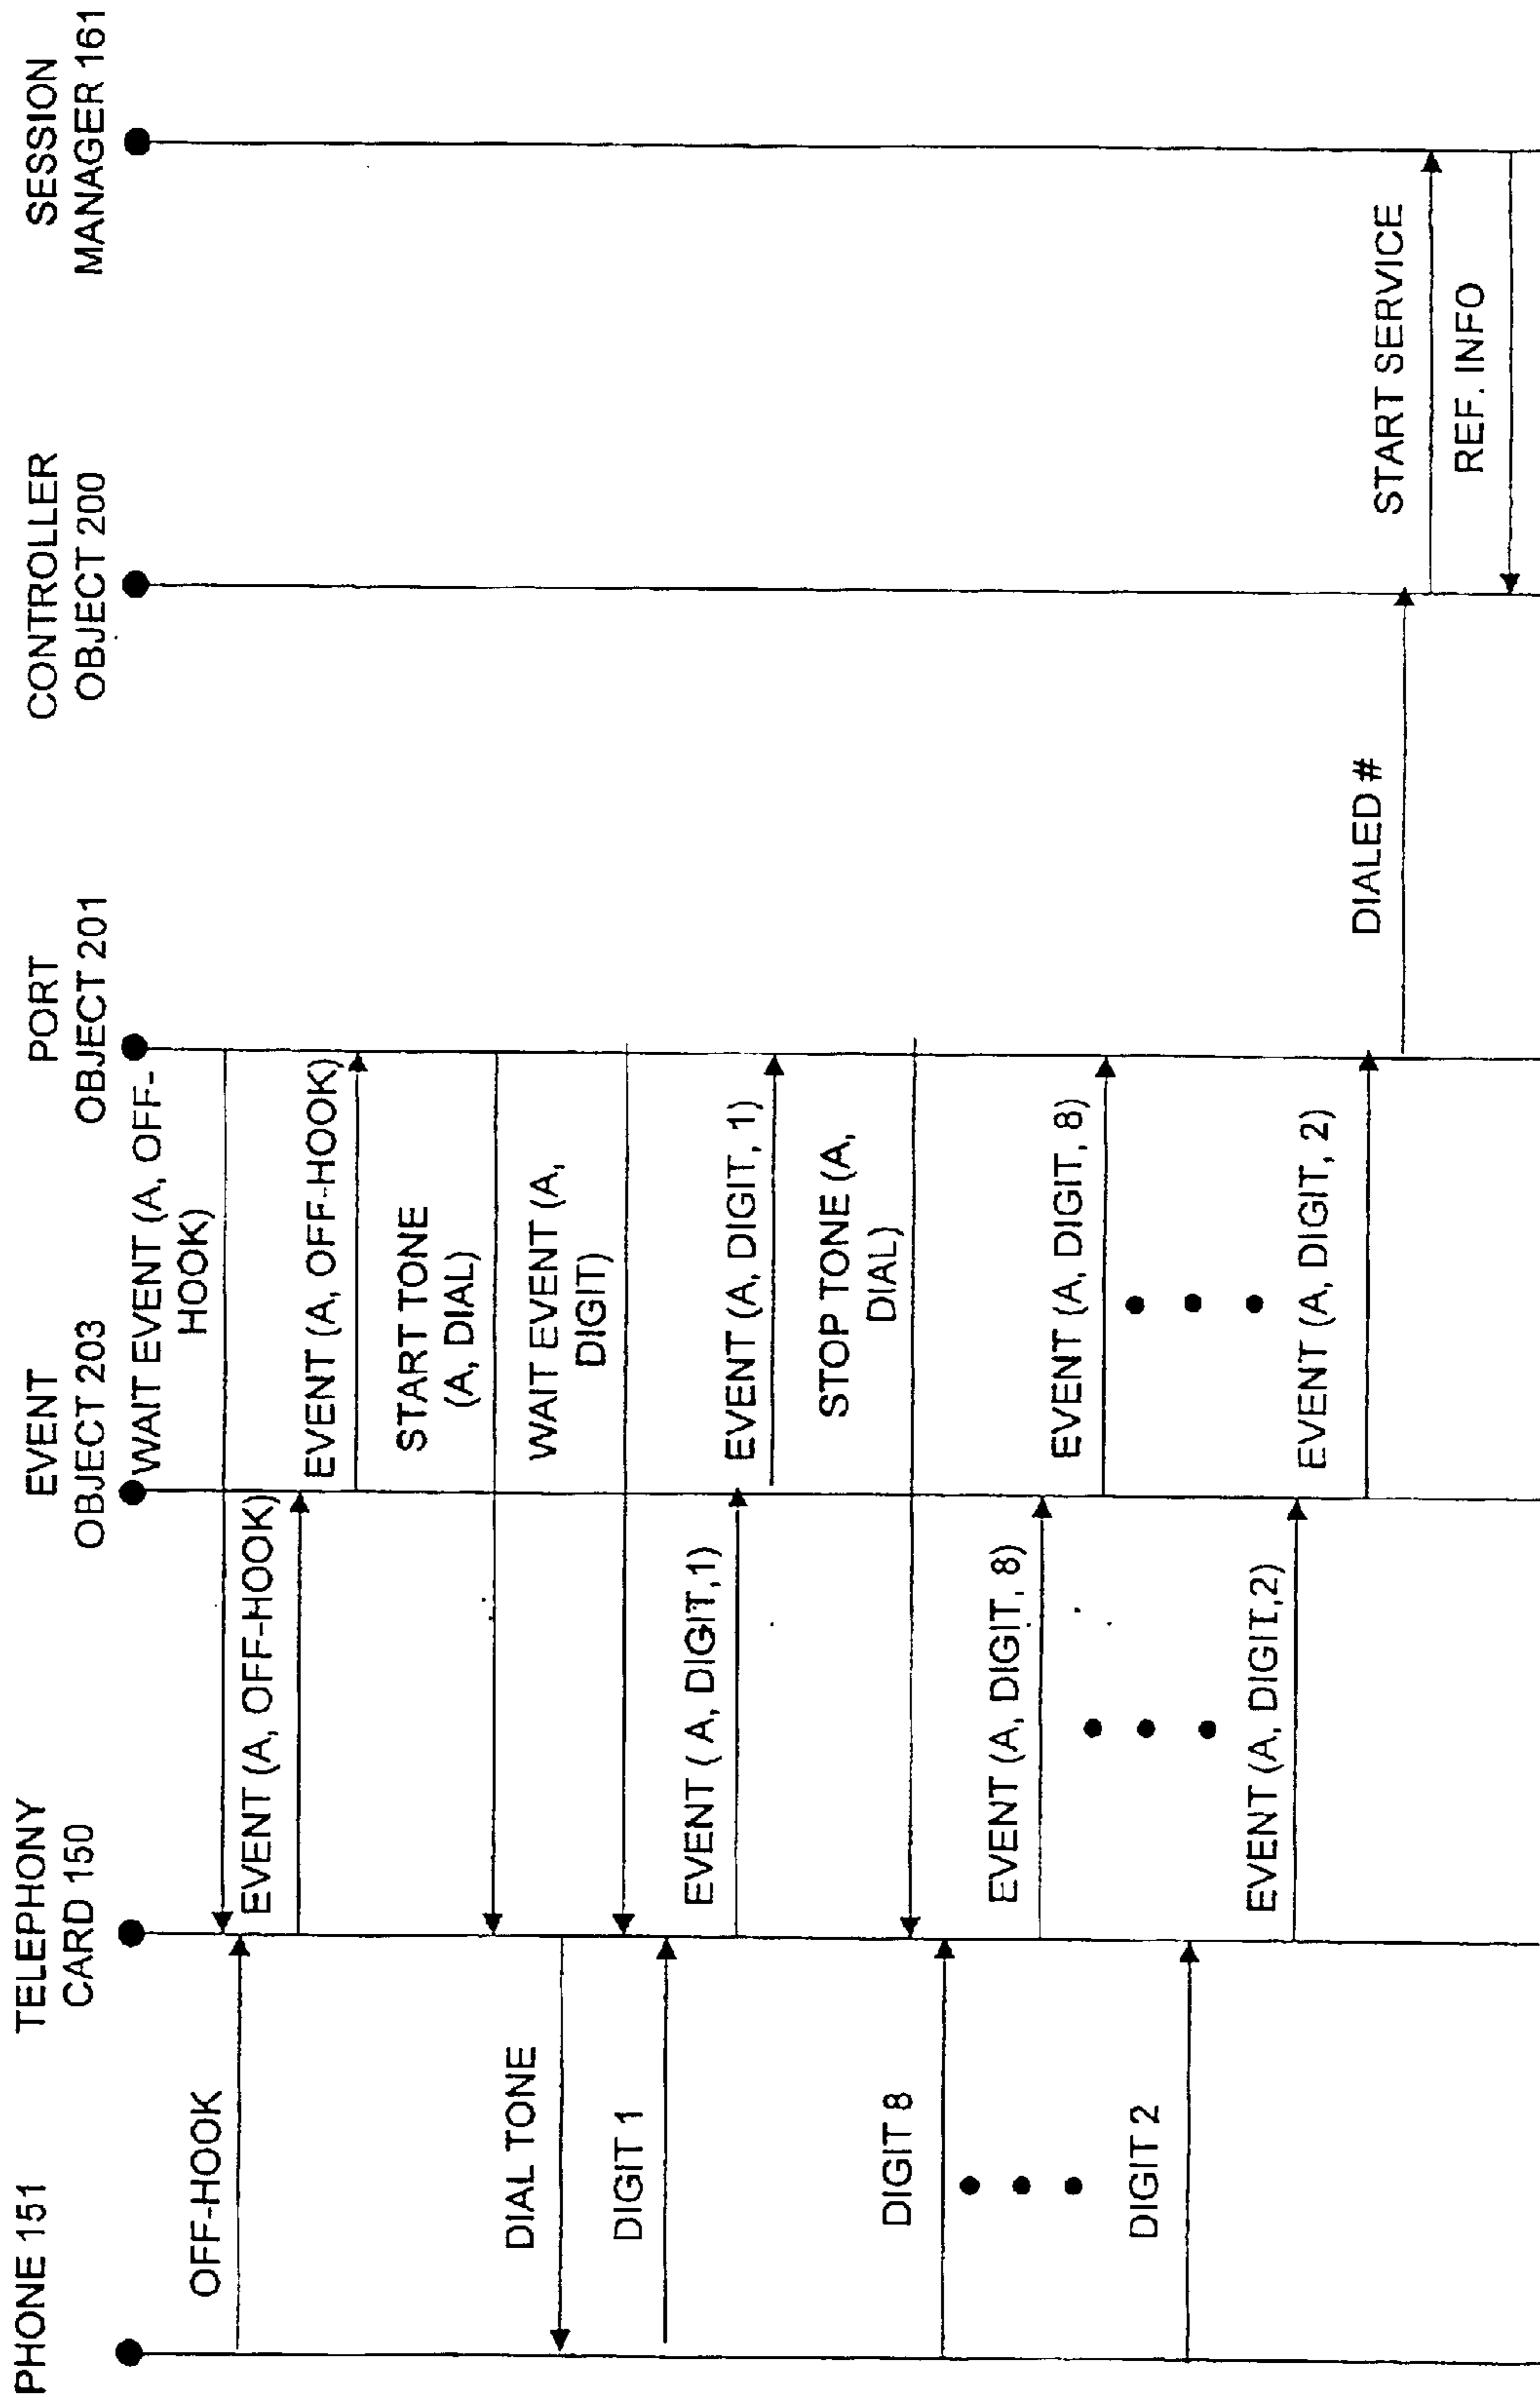 PHONE 151
TELEPHONY
CARD 150
EVENT
OBJECT 203
PORT
OBJECT 201
CONTROLLER
OBJECT 200
SESSION
MANAGER 161
WAIT EVENT (A, OFF-
HOOK)
OFF-HOOK
EVENT (A, OFF-HOOK)
EVENT (A, OFF-HOOK)
START TONE
(A, DIAL)
DIAL TONE
WAIT EVENT (A,
DIGIT)
DIGIT 1
EVENT ( A, DIGIT,1)
EVENT (A, DIGIT, 1)
STOP TONE (A,
DIAL)
DIGIT 8
EVENT (A, DIGIT, 8)
EVENT (A, DIGIT, 8)
DIGIT 2
EVENT (A, DIGIT,2)
EVENT (A, DIGIT, 2)
DIALED #
START SERVICE
REF. INFO